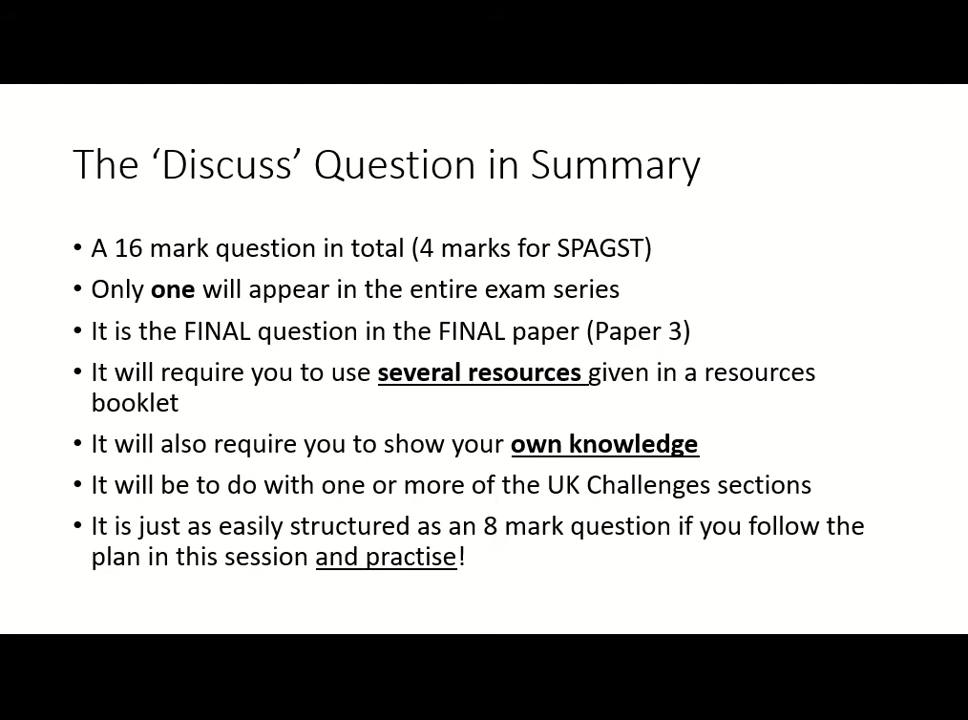 The ‘Discuss’ Question in Summary
• A 16 mark question in total (4 marks for SPAGST)
• Only one will appear in the entire exam series
• It is the FINAL question in the FINAL paper (Paper 3)
• It will require you to use several resources given in a resources
booklet
• It will also require you to show your own knowledge
• It will be to do with one or more of the UK Challenges sections
• It is just as easily structured as an 8 mark question if you follow the
plan in this session and practise!